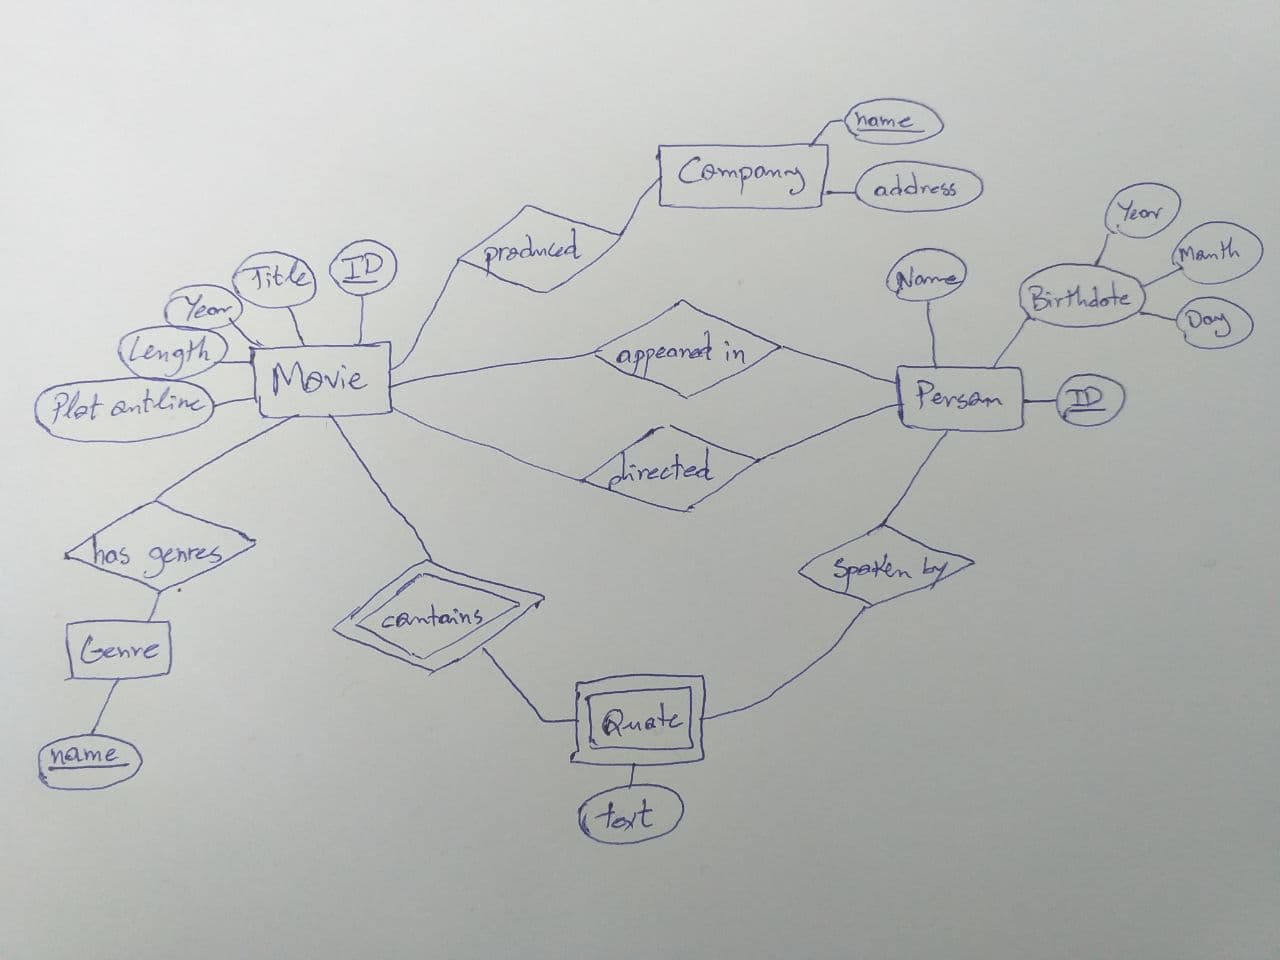 name
Company
address
Year
produced
Month
Title
ID
Name
Birthdate
Year
Day
Length
appeared in
Movie
Person
ID
Plot outline
directed
has genres
Spoken by
contains
Genre
Quote
name
text